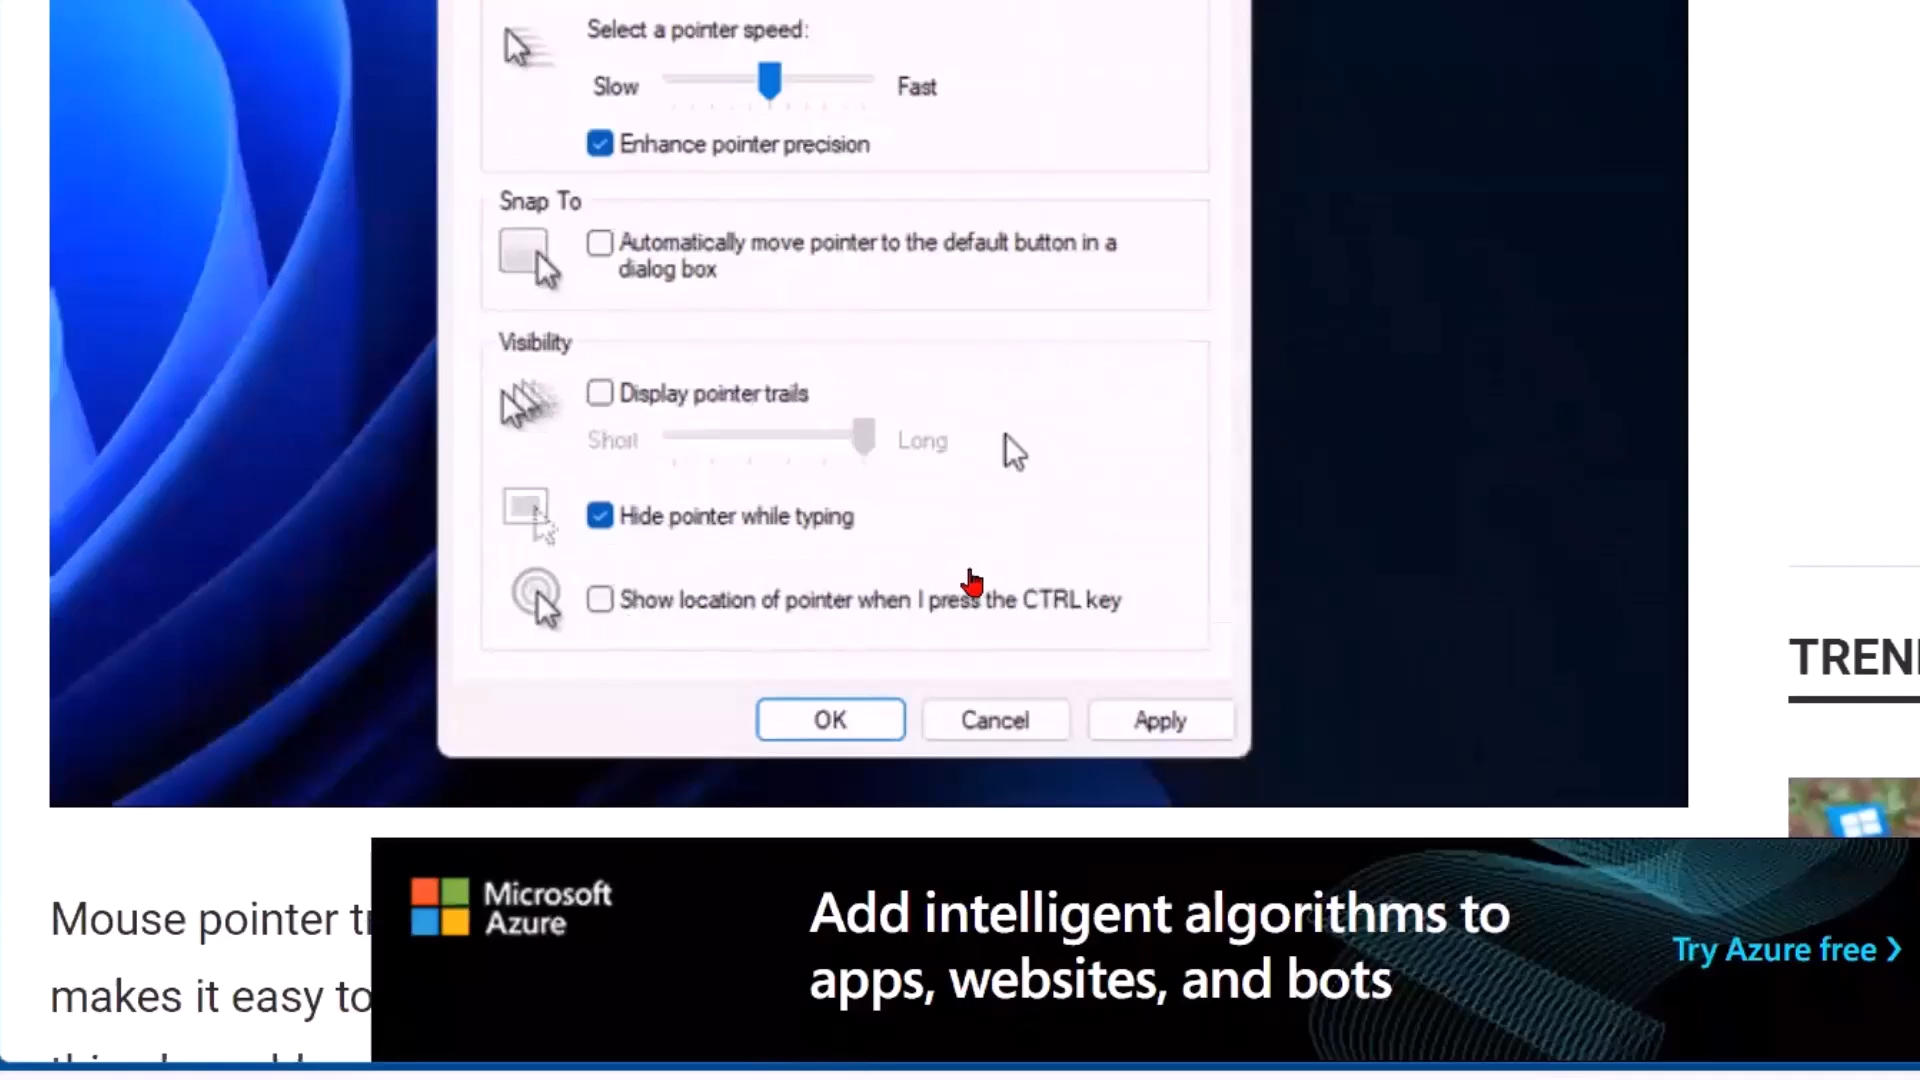 Select a pointer speed:
Slow Fast
Enhance pointer precision
Snap To
Automatically move pointer to the default button in a
dialog box
Visibility
Display pointer trails
Short Long
Hide pointer while typing
Show location of pointer when I press the CTRL key
OK Cancel Apply
TREN
Microsoft
Azure
Add intelligent algorithms to
apps, websites, and bots
Try Azure free
Mouse pointer
makes it easy to